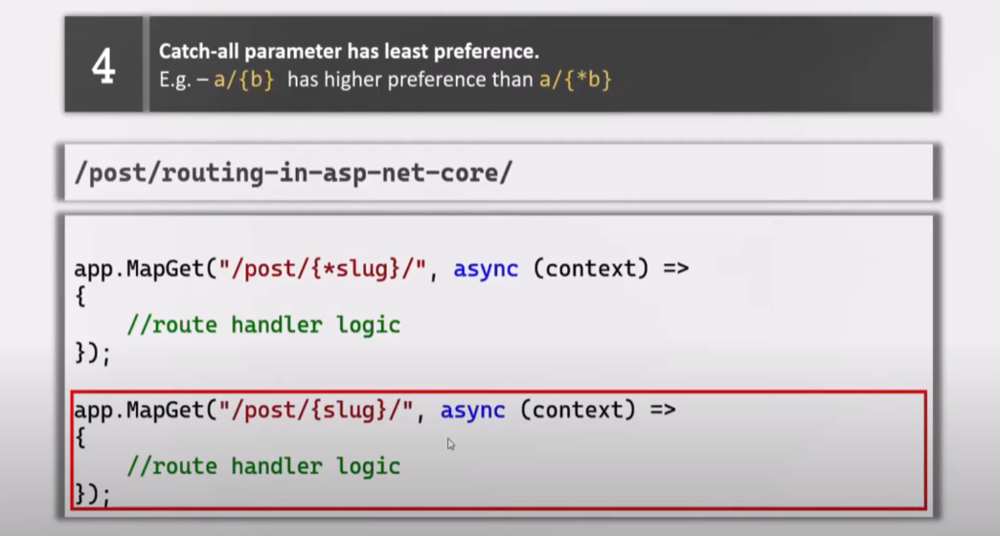 4
Catch-all parameter has least preference.
E.g. – a/{b} has higher preference than a/{*b}
/post/routing-in-asp-net-core/
app.MapGet("/post/{*slug}/", async (context) =>
{
//route handler logic
});
app.MapGet("/post/{slug}/", async (context) =>
{
//route handler logic
});